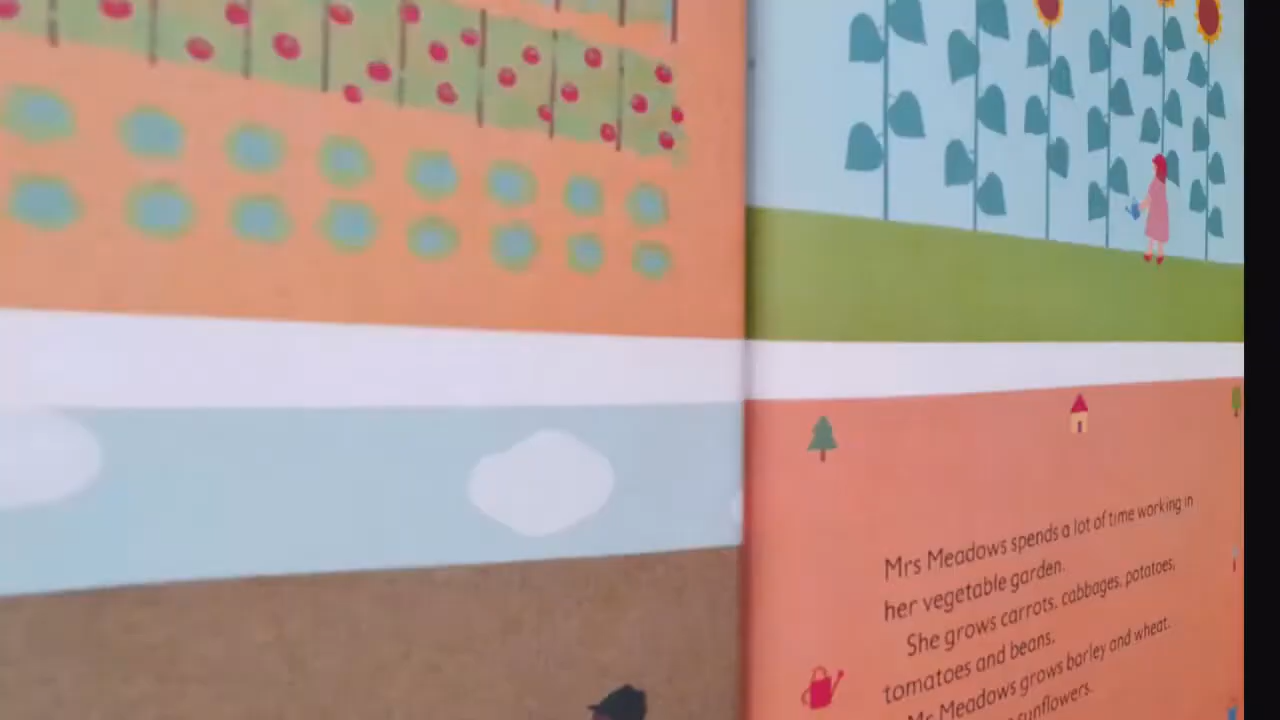 Mrs Meadows spends a lot of time working in
her vegetable garden.
She grows carrots, cabbages, potatoes,
tomatoes and beans.
Mr Meadows grows barley and wheat.
sunflowers.